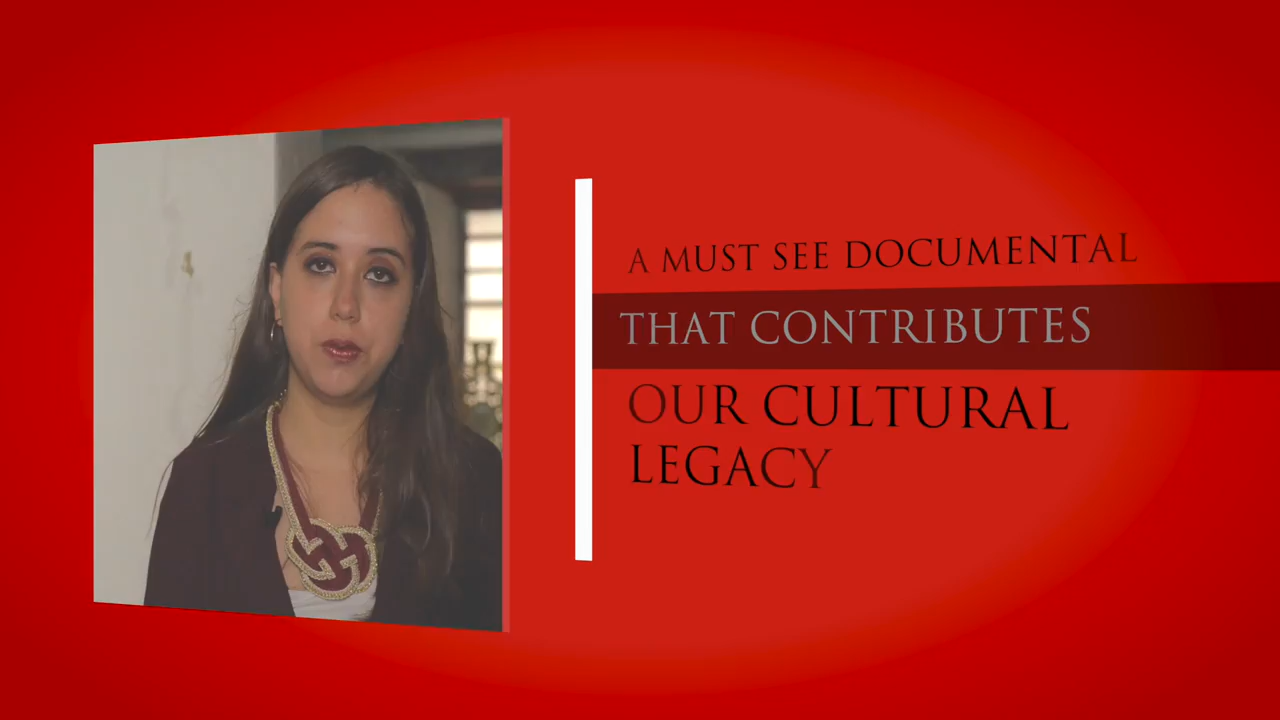 A MUST SEE DOCUMENTAL
THAT CONTRIBUTES
OUR CULTURAL
LEGACY